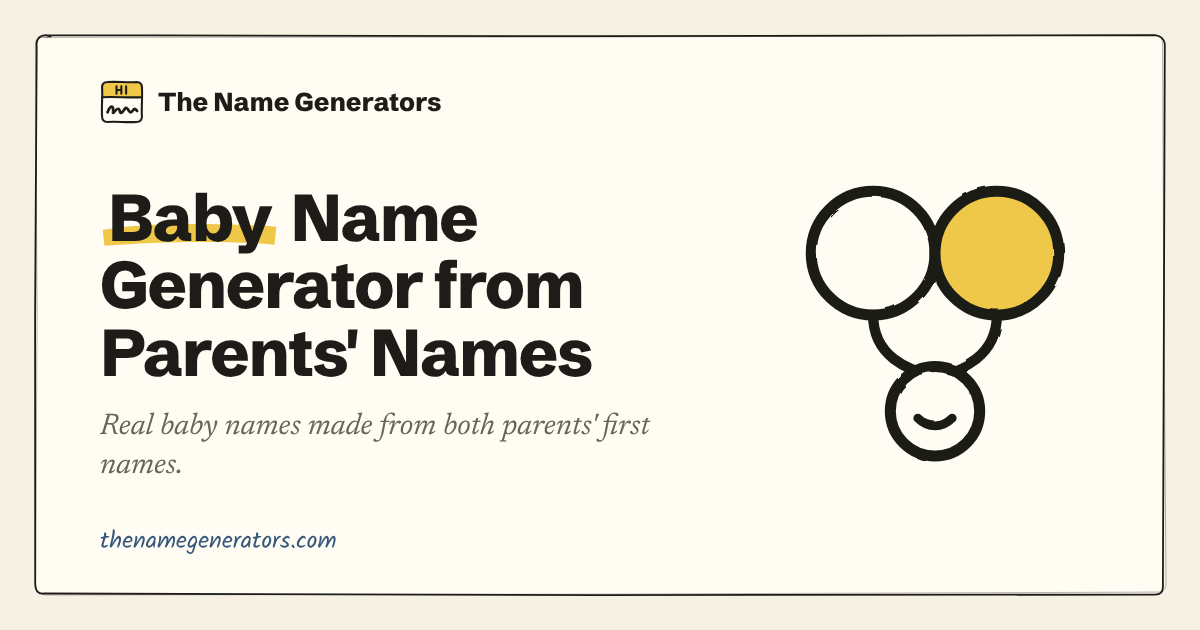 HI
The Name Generators
Baby Name
Generator from
Parents' Names
Real baby names made from both parents' first
names.
thenamegenerators.com